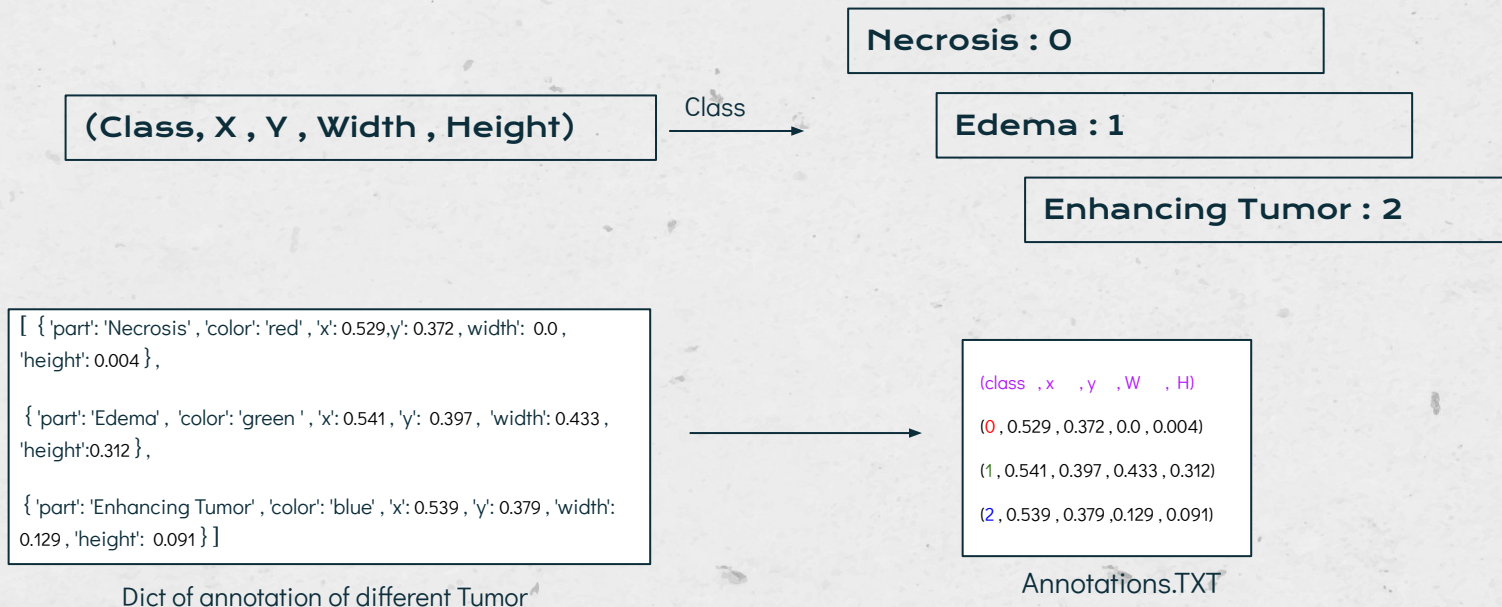 Necrosis : 0
(Class, X , Y , Width , Height)
Class
Edema : 1
Enhancing Tumor : 2
[ { 'part': 'Necrosis' , 'color': 'red' , 'x': 0.529,y': 0.372 , width': 0.0 ,
'height': 0.004 } ,
{ 'part': 'Edema' , 'color': 'green ' , 'x': 0.541 , 'y': 0.397 , 'width': 0.433 ,
'height':0.312 } ,
{ 'part': 'Enhancing Tumor' , 'color': 'blue' , 'x': 0.539 , 'y': 0.379 , 'width':
0.129 , 'height': 0.091 } ]
Dict of annotation of different Tumor
(class , x , y , W , H)
(0 , 0.529 , 0.372 , 0.0 , 0.004)
(1 , 0.541 , 0.397 , 0.433 , 0.312)
(2 , 0.539 , 0.379 ,0.129 , 0.091)
Annotations.TXT